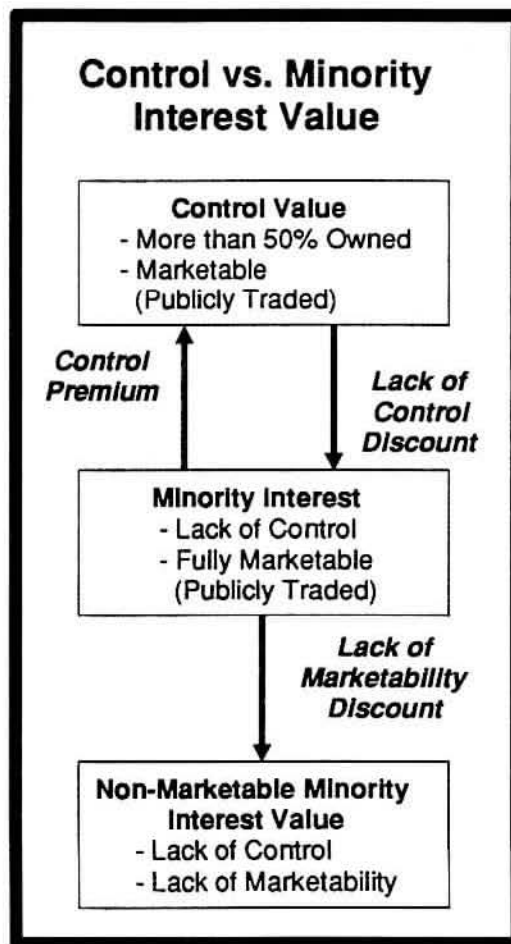 Control vs. Minority
Interest Value
Control Value
- More than 50% Owned
- Marketable
(Publicly Traded)
Control
Premium
Lack of
Control
Discount
Minority Interest
- Lack of Control
- Fully Marketable
(Publicly Traded)
Lack of
Marketability
Discount
Non-Marketable Minority
Interest Value
- Lack of Control
- Lack of Marketability